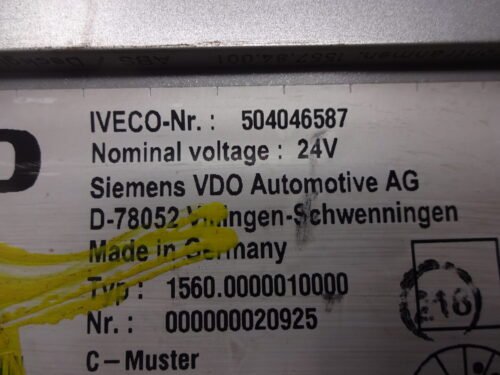 IVECO-Nr. : 504046587
Nominal voltage : 24V
Siemens VDO Automotive AG
D-78052 Villingen-Schwenningen
Made in Germany
Typ : 1560.0000010000
Nr. : 000000020925
C-Muster
216